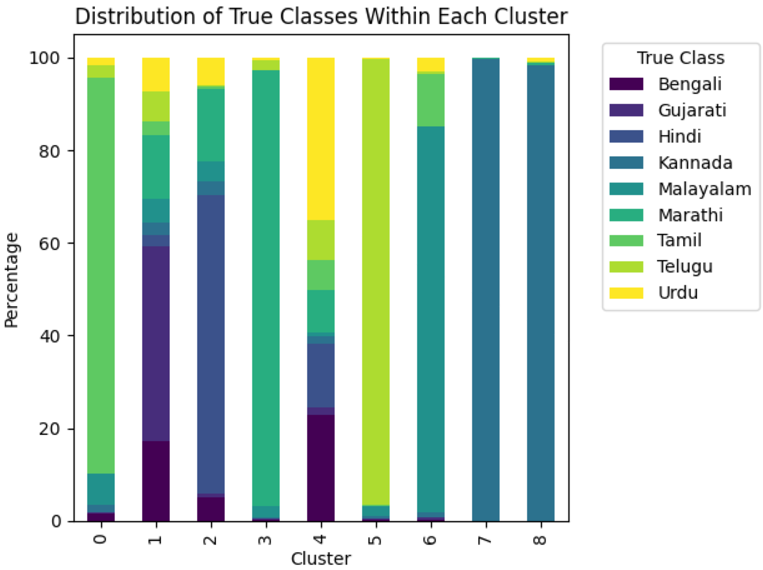 Distribution of True Classes Within Each Cluster
100
80
60
40
20
0
Percentage
0 1 2 3 4 5 6 7 8
Cluster
True Class
Bengali
Gujarati
Hindi
Kannada
Malayalam
Marathi
Tamil
Telugu
Urdu